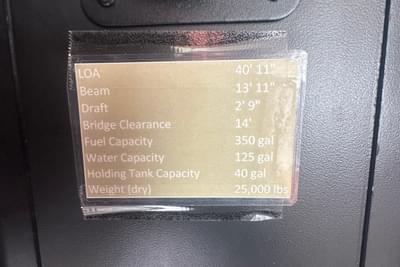 LOA 40' 11"
Beam 13' 11"
Draft 2' 9"
Bridge Clearance 14'
Fuel Capacity 350 gal
Water Capacity 125 gal
Holding Tank Capacity 40 gal
Weight (dry) 25,000 lbs